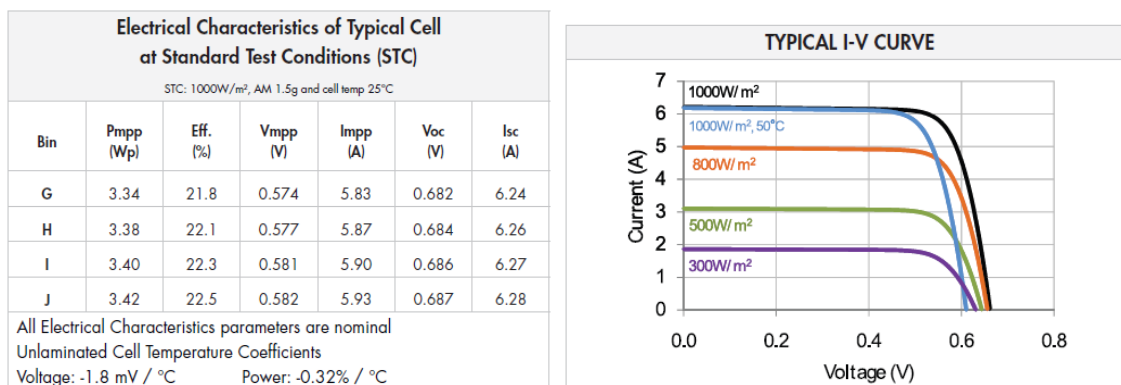 Electrical Characteristics of Typical Cell
at Standard Test Conditions (STC)
STC: 1000W/m², AM 1.5g and cell temp 25°C
Bin Pmpp (Wp) Eff. (%) Vmpp (V) Impp (A) Voc (V) Isc (A)
G 3.34 21.8 0.574 5.83 0.682 6.24
H 3.38 22.1 0.577 5.87 0.684 6.26
I 3.40 22.3 0.581 5.90 0.686 6.27
J 3.42 22.5 0.582 5.93 0.687 6.28
All Electrical Characteristics parameters are nominal
Unlaminated Cell Temperature Coefficients
Voltage: -1.8 mV / °C Power: -0.32% / °C
TYPICAL I-V CURVE
Current (A)
7
6
5
4
3
2
1
0
1000W/ m²
1000W/ m², 50°C
800W/ m²
500W/ m²
300W/ m²
0.0 0.2 0.4 0.6 0.8
Voltage (V)